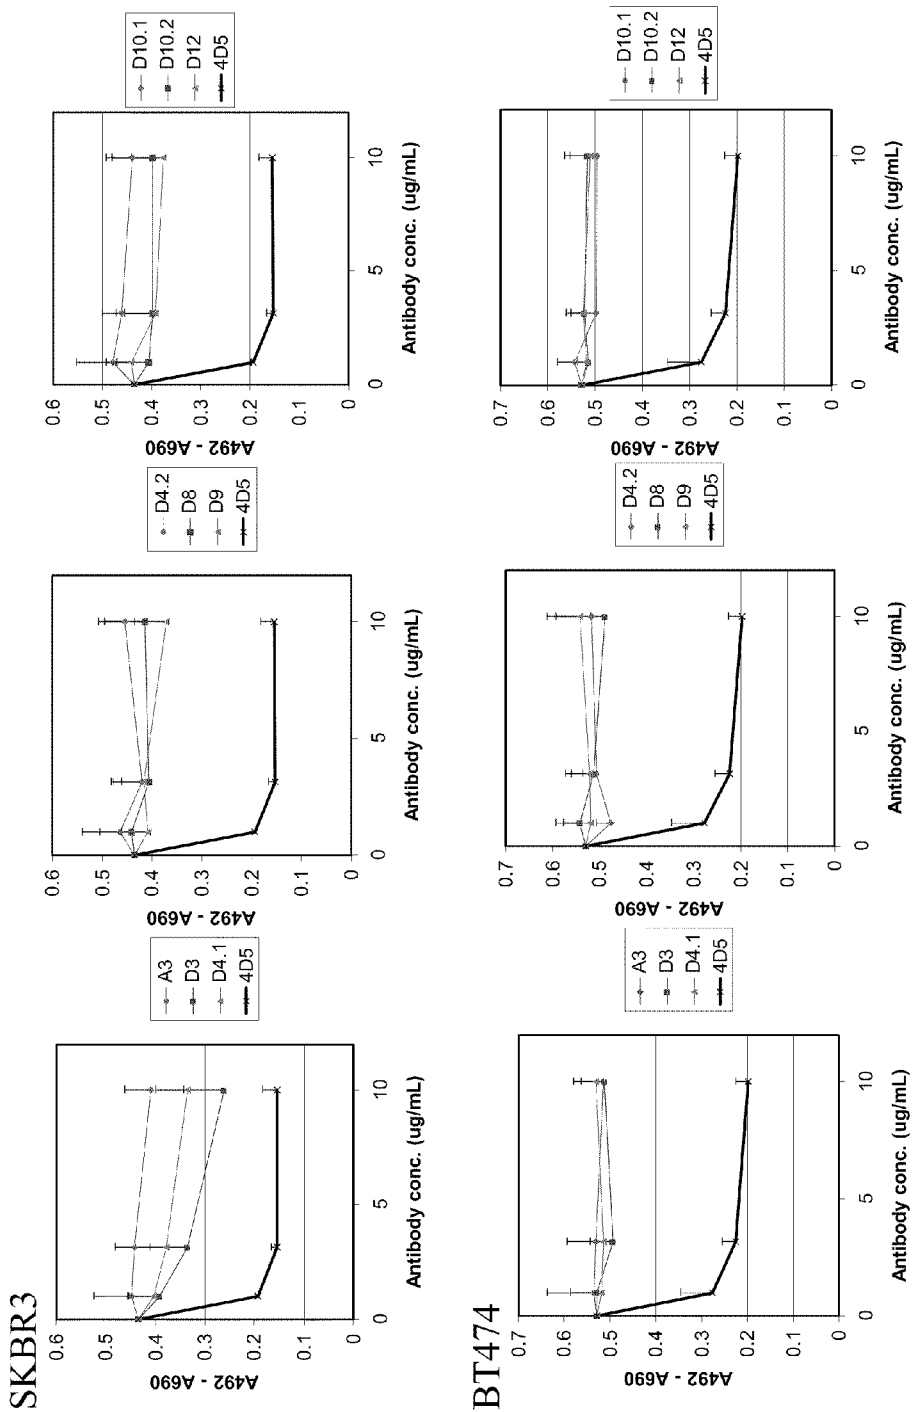 SKBR3
A492 - A690
0.6
0.5
0.4
0.3
0.2
0.1
0
0 5 10
Antibody conc. (ug/mL)
A3
D3
D4.1
4D5
A492 - A690
0.6
0.5
0.4
0.3
0.2
0.1
0
0 5 10
Antibody conc. (ug/mL)
D4.2
D8
D9
4D5
A492 - A690
0.6
0.5
0.4
0.3
0.2
0.1
0
0 5 10
Antibody conc. (ug/mL)
D10.1
D10.2
D12
4D5
BT474
A492 - A690
0.7
0.6
0.5
0.4
0.3
0.2
0.1
0
0 5 10
Antibody conc. (ug/mL)
A3
D3
D4.1
4D5
A492 - A690
0.7
0.6
0.5
0.4
0.3
0.2
0.1
0
0 5 10
Antibody conc. (ug/mL)
D4.2
D8
D9
4D5
A492 - A690
0.7
0.6
0.5
0.4
0.3
0.2
0.1
0
0 5 10
Antibody conc. (ug/mL)
D10.1
D10.2
D12
4D5